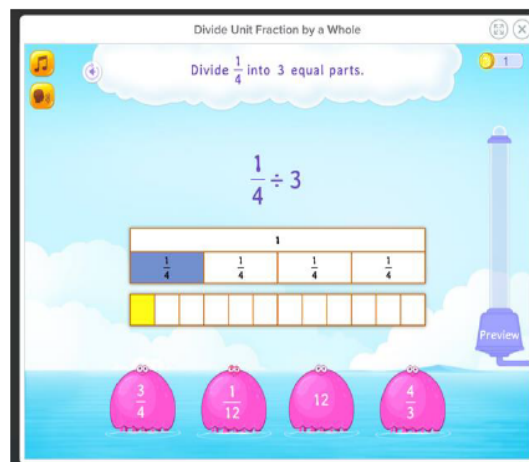 Divide Unit Fraction by a Whole
Divide 1/4 into 3 equal parts.
1
1/4 ÷ 3
1
1/4 1/4 1/4 1/4
Preview
3/4 1/12 12 4/3